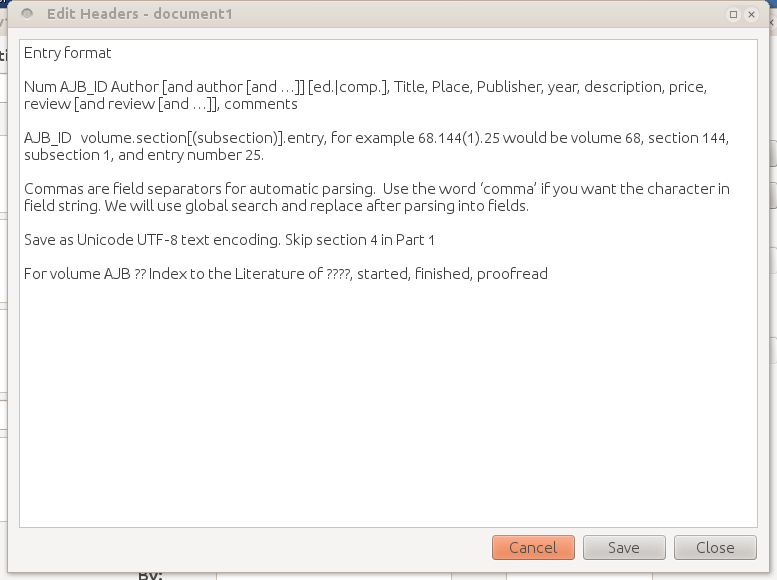 Edit Headers - document1
Entry format
Num AJB_ID Author [and author [and …]] [ed.|comp.], Title, Place, Publisher, year, description, price,
review [and review [and …]], comments
AJB_ID   volume.section[(subsection)].entry, for example 68.144(1).25 would be volume 68, section 144,
subsection 1, and entry number 25.
Commas are field separators for automatic parsing.  Use the word ‘comma’ if you want the character in
field string. We will use global search and replace after parsing into fields.
Save as Unicode UTF-8 text encoding. Skip section 4 in Part 1
For volume AJB ?? Index to the Literature of ????, started, finished, proofread
Cancel Save Close
By: